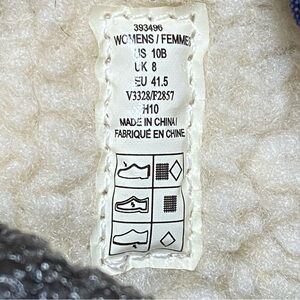 393496
WOMENS / FEMMES
US 10B
UK 8
EU 41.5
V3328/F2857
H10
MADE IN CHINA/
FABRIQUÉ EN CHINE